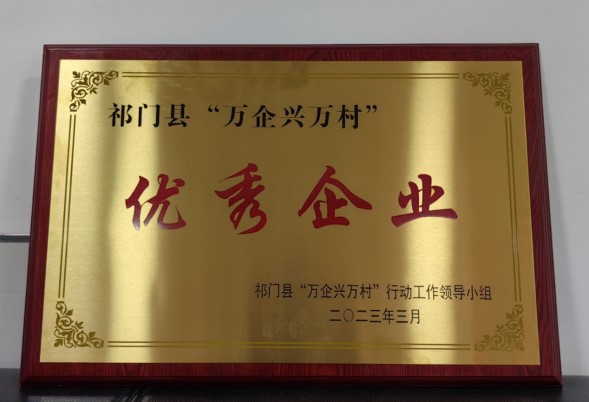 祁门县“万企兴万村”
优秀企业
祁门县“万企兴万村”行动工作领导小组
二〇二三年三月